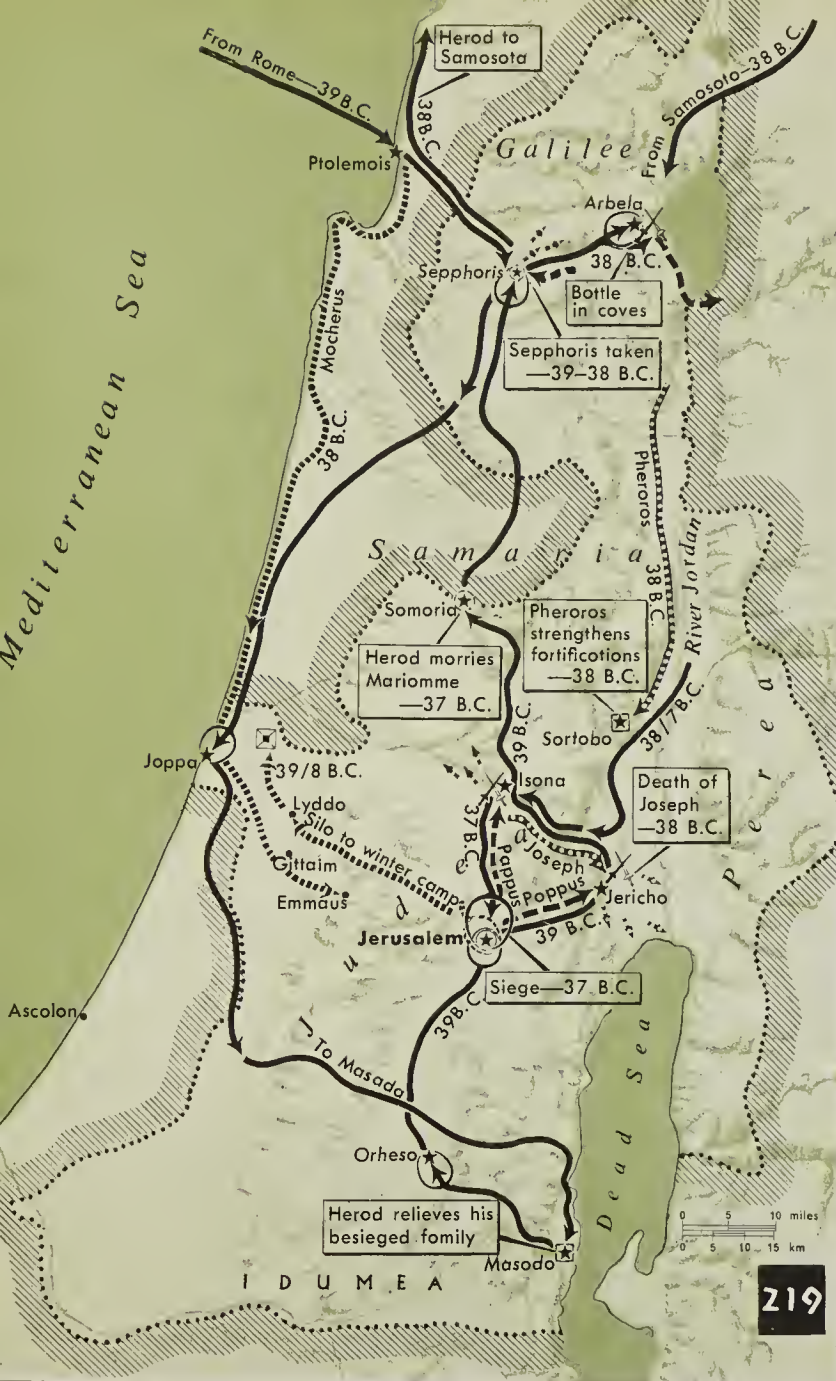 From Rome—39 B.C.
Herod to
Samosota
38 B.C.
From Samosoto—38 B.C.
Galilee
Ptolemois
Arbela
Sepphoris
38 B.C.
Bottle
in coves
Sepphoris taken
—39–38 B.C.
Mediterranean Sea
Mocherus
38 B.C.
Pheroros
38 B.C.
River Jordan
Samaria
Somoria
Herod morries
Mariomme
—37 B.C.
Pheroros
strengthens
fortificotions
—38 B.C.
Sortobo
38/7 B.C.
Perea
39 B.C.
Joppa
39/8 B.C.
Isona
Death of
Joseph
—38 B.C.
Lyddo
Silo to winter camp
Gittaim
Emmaus
37 B.C.
Pappus
Joseph
Poppus
Jericho
39 B.C.
Judea
Jerusalem
Siege—37 B.C.
Ascolon
39 B.C.
To Masada
Dead Sea
Orheso
Herod relieves his
besieged fomily
Masodo
0 5 10 miles
0 5 10 15 km
IDUMEA
219